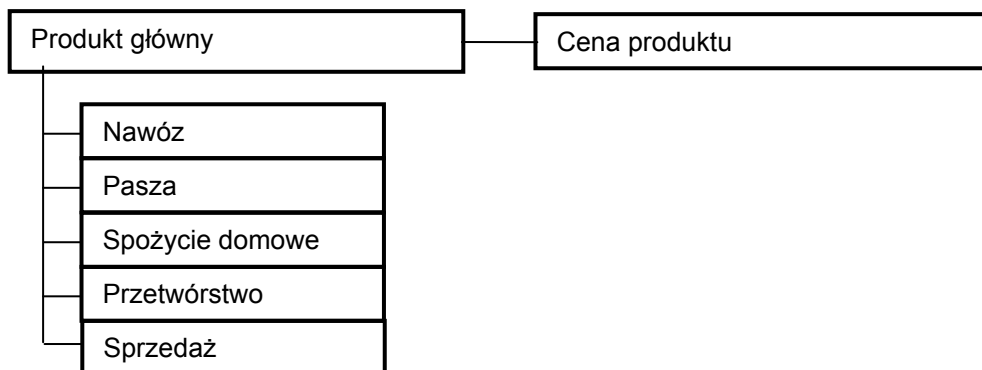 Produkt główny
Cena produktu
Nawóz
Pasza
Spożycie domowe
Przetwórstwo
Sprzedaż